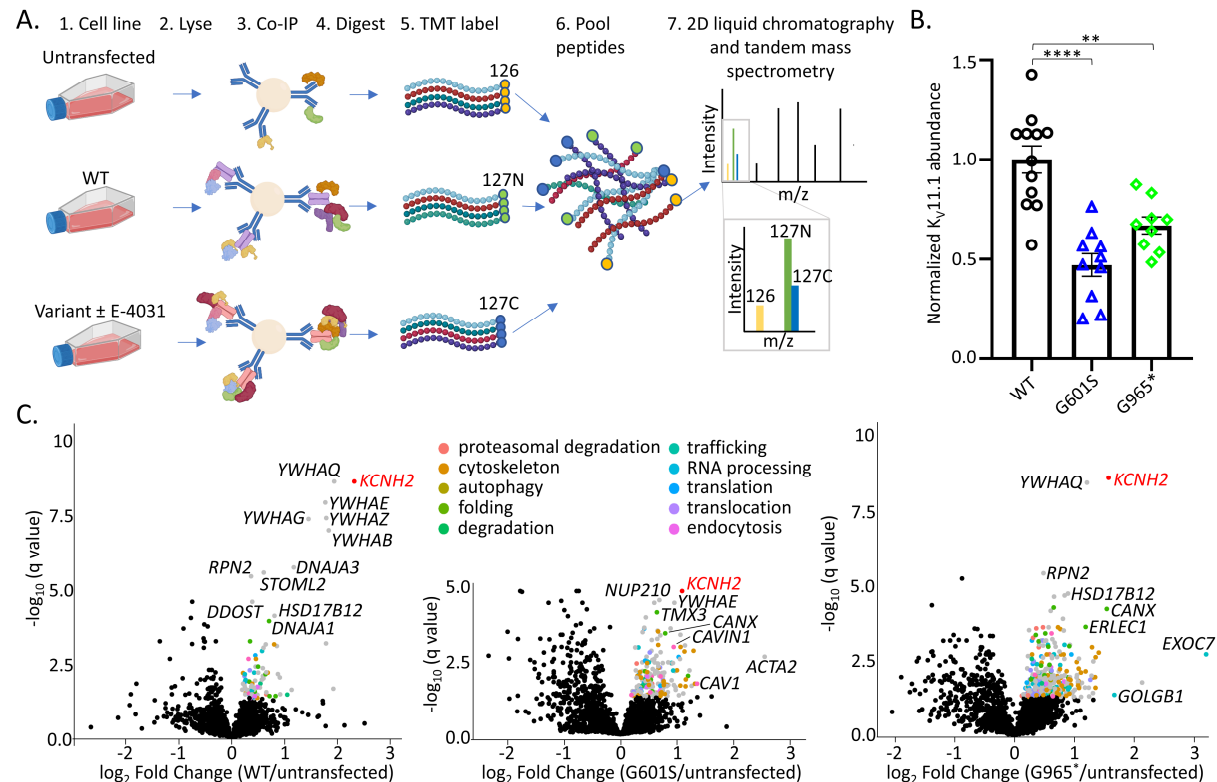 A.
1. Cell line 2. Lyse 3. Co-IP 4. Digest 5. TMT label 6. Pool peptides 7. 2D liquid chromatography and tandem mass spectrometry
Untransfected
WT
Variant ± E-4031
126
127N
127C
Intensity
m/z
Intensity
126
127N
127C
m/z
B.
Normalized Kv11.1 abundance
**
****
1.5
1.0
0.5
0.0
WT
G601S
G965*
C.
10
7.5
5.0
2.5
0.0
-log10 (q value)
YWHAQ
KCNH2
YWHAE
YWHAG
YWHAZ
YWHAB
RPN2
DNAJA3
STOML2
DDOST
HSD17B12
DNAJA1
-2 -1 0 1 2 3
log2 Fold Change (WT/untransfected)
proteasomal degradation
cytoskeleton
autophagy
folding
degradation
trafficking
RNA processing
translation
translocation
endocytosis
5.0
2.5
0.0
-log10 (q value)
NUP210
KCNH2
YWHAE
TMX3
CANX
CAVIN1
ACTA2
CAV1
-2 -1 0 1 2 3
log2 Fold Change (G601S/untransfected)
10
7.5
5.0
2.5
0.0
-log10 (q value)
YWHAQ
KCNH2
RPN2
HSD17B12
CANX
ERLEC1
EXOC7
GOLGB1
-2 -1 0 1 2 3
log2 Fold Change (G965*/untransfected)